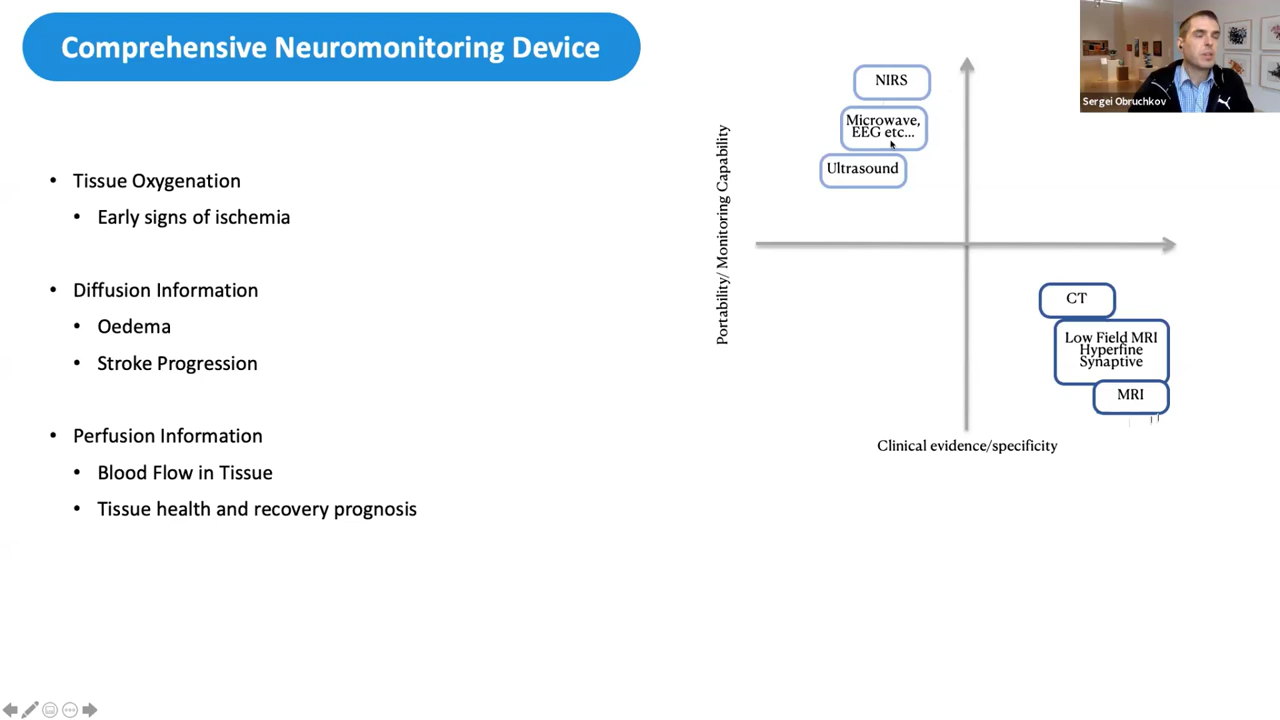 Comprehensive Neuromonitoring Device
Tissue Oxygenation
Early signs of ischemia
Diffusion Information
Oedema
Stroke Progression
Perfusion Information
Blood Flow in Tissue
Tissue health and recovery prognosis
Portability/ Monitoring Capability
NIRS
Microwave,
EEG etc...
Ultrasound
CT
Low Field MRI
Hyperfine
Synaptive
MRI
Clinical evidence/specificity
Sergei Obruchkov